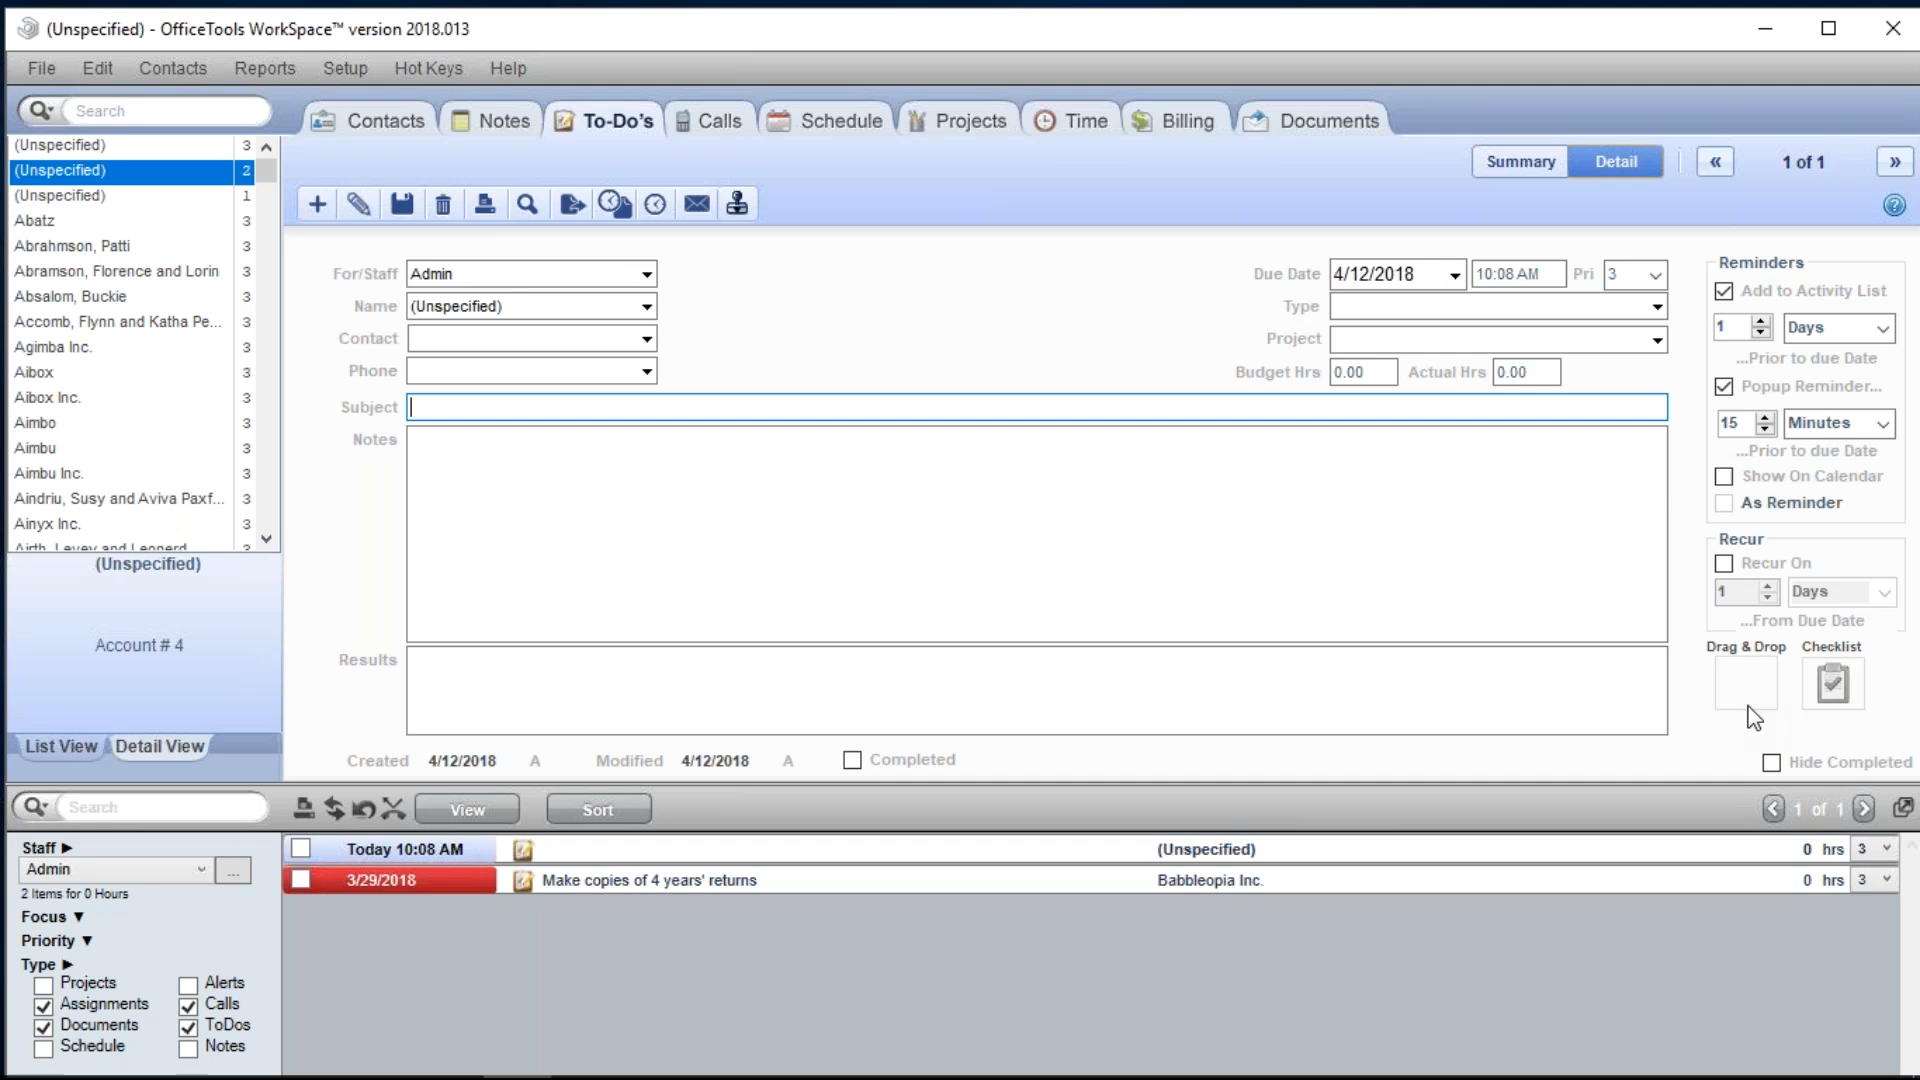 (Unspecified) - OfficeTools WorkSpace™ version 2018.013
File Edit Contacts Reports Setup Hot Keys Help
Search
Contacts Notes To-Do's Calls Schedule Projects Time Billing Documents
Summary Detail « 1 of 1 »
(Unspecified) 3
(Unspecified) 2
(Unspecified) 1
Abatz 3
Abrahmson, Patti 3
Abramson, Florence and Lorin 3
Absalom, Buckie 3
Accomb, Flynn and Katha Pe... 3
Agimba Inc. 3
Aibox 3
Aibox Inc. 3
Aimbo 3
Aimbu 3
Aimbu Inc. 3
Aindriu, Susy and Aviva Paxf... 3
Ainyx Inc. 3
Airth, Levey and Leonerd
(Unspecified)
Account # 4
List View Detail View
For/Staff Admin
Name (Unspecified)
Contact
Phone
Subject
Notes
Results
Due Date 4/12/2018 10:08 AM Pri 3
Type
Project
Budget Hrs 0.00 Actual Hrs 0.00
Reminders
Add to Activity List
1 Days
...Prior to due Date
Popup Reminder...
15 Minutes
...Prior to due Date
Show On Calendar
As Reminder
Recur
Recur On
1 Days
...From Due Date
Drag & Drop Checklist
Created 4/12/2018 A Modified 4/12/2018 A Completed
Hide Completed
Search
View Sort
1 of 1
Staff
Admin ...
2 Items for 0 Hours
Focus
Priority
Type
Projects Alerts
Assignments Calls
Documents ToDos
Schedule Notes
Today 10:08 AM (Unspecified) 0 hrs 3
3/29/2018 Make copies of 4 years' returns Babbleopia Inc. 0 hrs 3